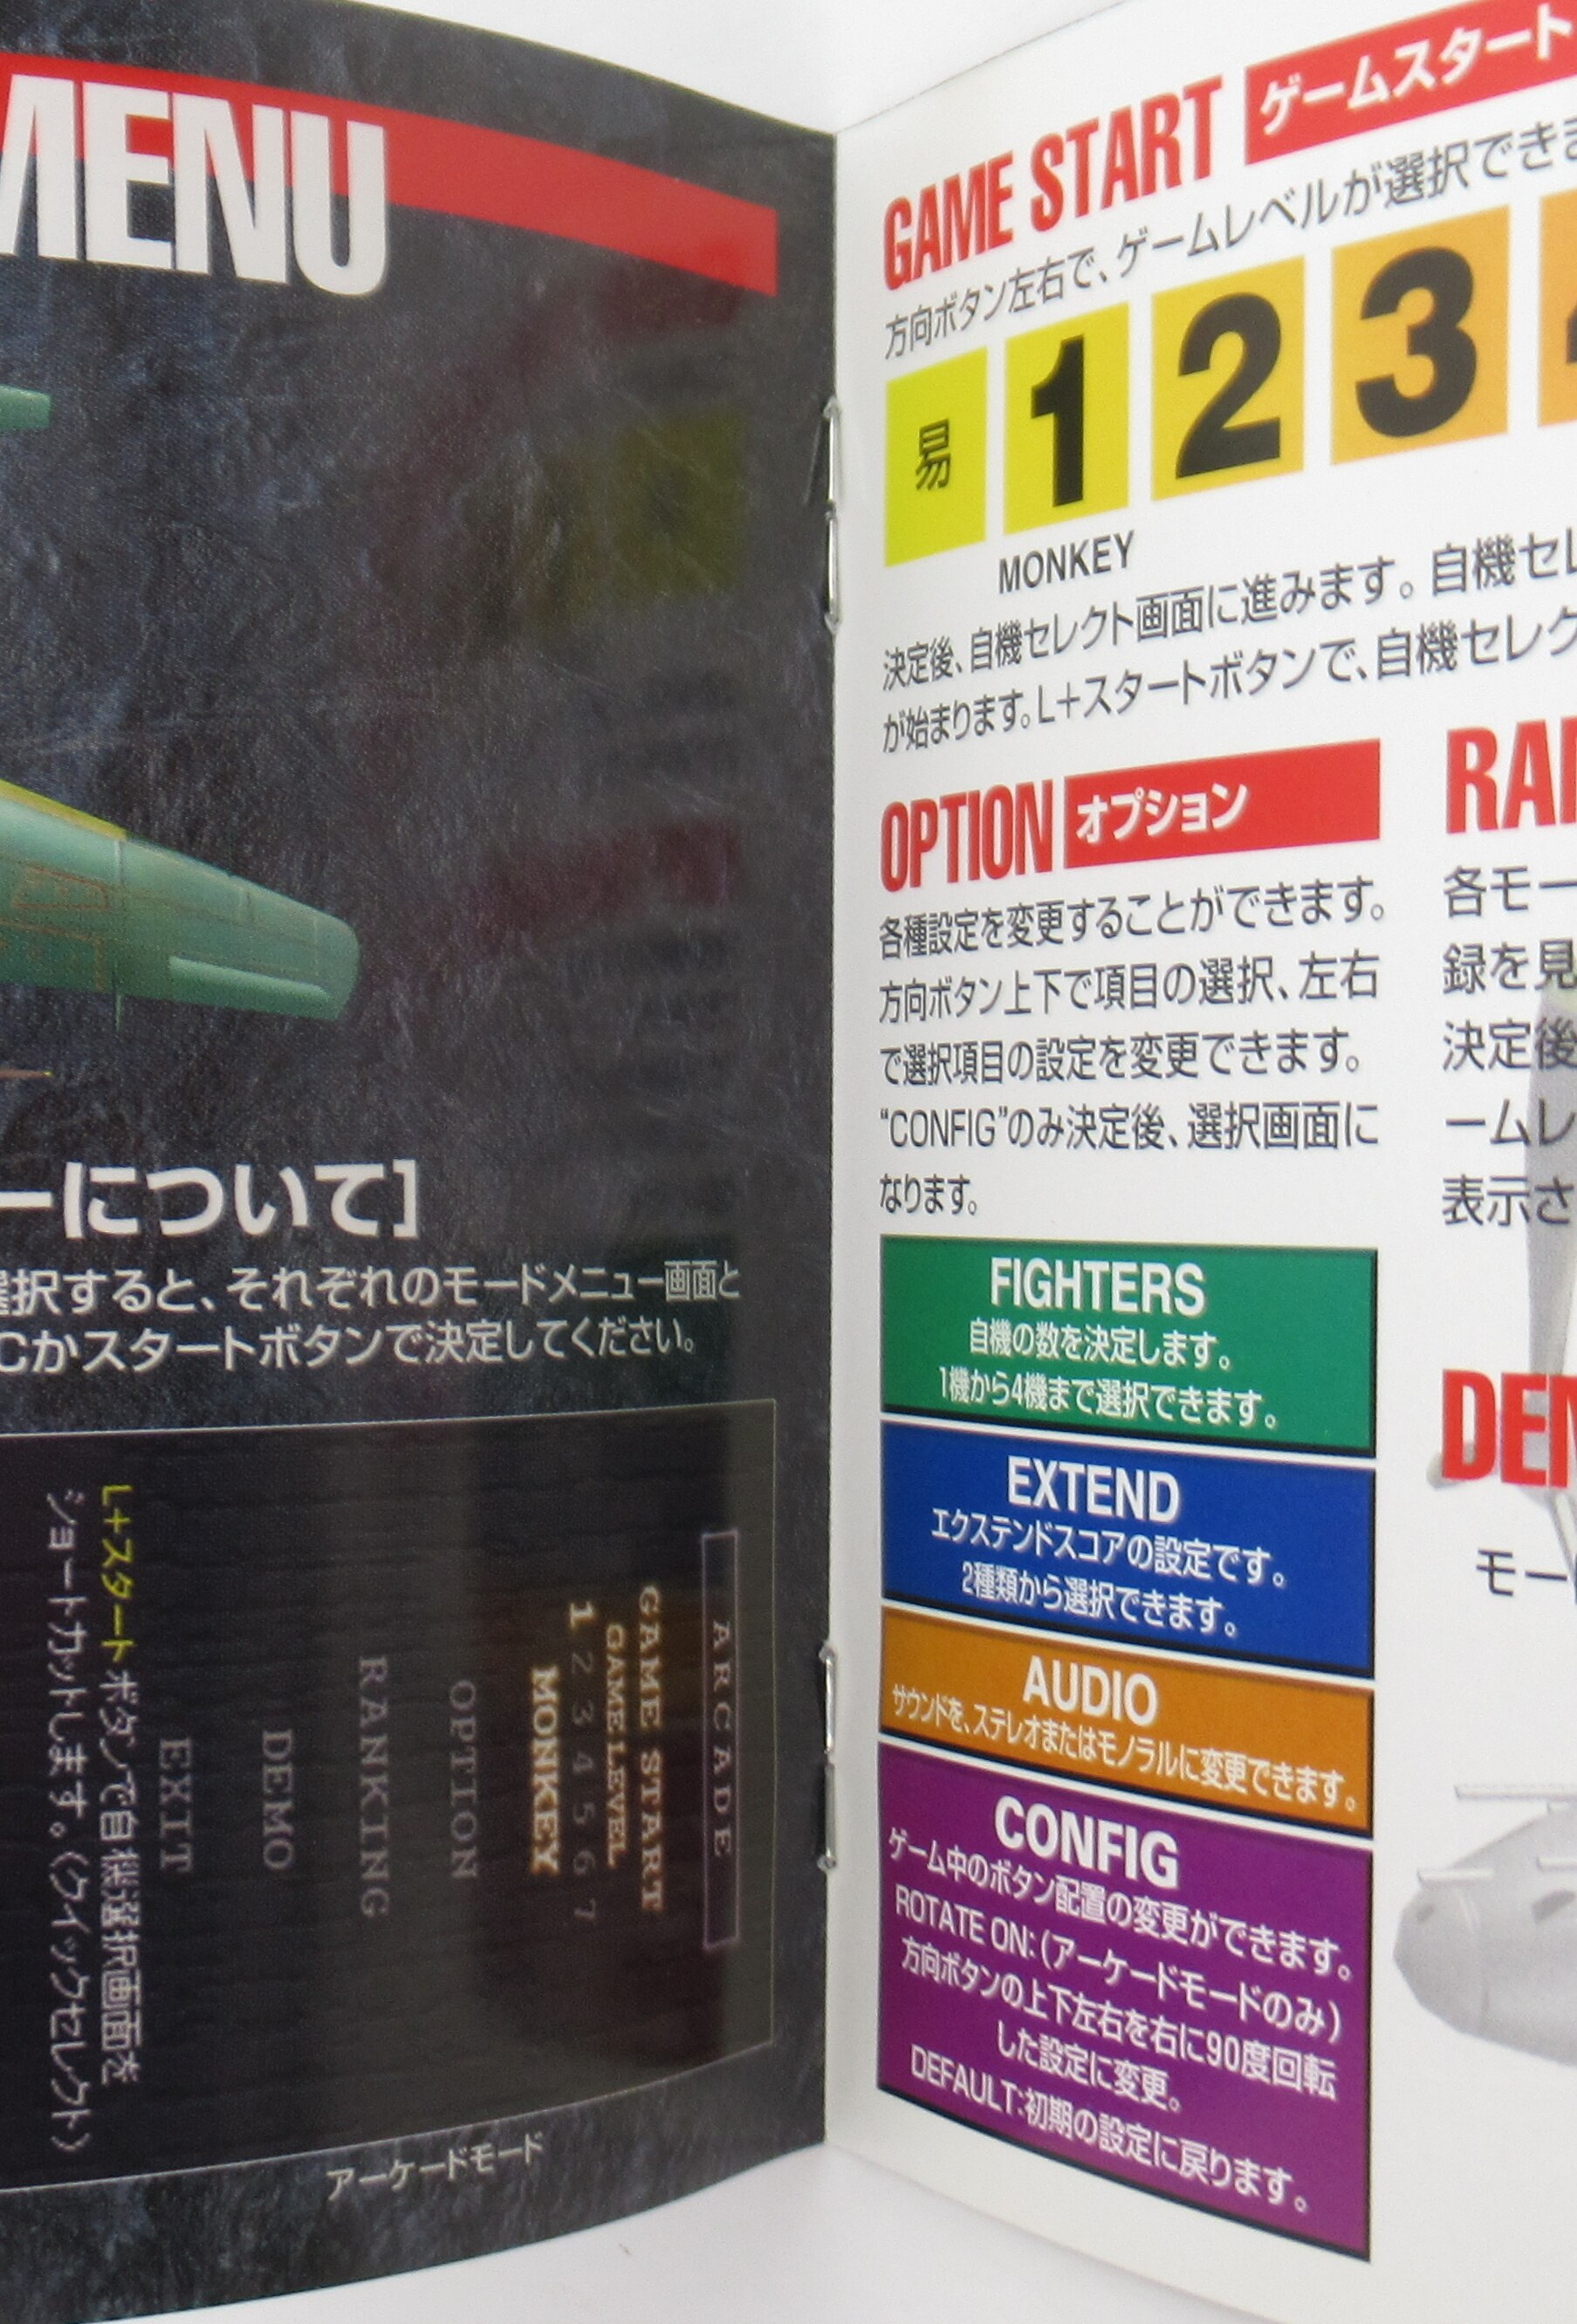 MENU
ーについて]
選択すると、それぞれのモードメニュー画面と
Cかスタートボタンで決定してください。
ARCADE
GAME START
GAME LEVEL
1 2 3 4 5 6 7
MONKEY
OPTION
RANKING
DEMO
EXIT
L+スタートボタンで自機選択画面を
ショートカットします。(クイックセレクト)
アーケードモード
GAME START ゲームスタート
方向ボタン左右で、ゲームレベルが選択でき
易 1 2 3
MONKEY
決定後、自機セレクト画面に進みます。自機セレ
が始まります。L+スタートボタンで、自機セレク
OPTION オプション
各種設定を変更することができます。
方向ボタン上下で項目の選択、左右
で選択項目の設定を変更できます。
“CONFIG”のみ決定後、選択画面に
なります。
FIGHTERS
自機の数を決定します。
1機から4機まで選択できます。
EXTEND
エクステンドスコアの設定です。
2種類から選択できます。
AUDIO
サウンドを、ステレオまたはモノラルに変更できます。
CONFIG
ゲーム中のボタン配置の変更ができます。
ROTATE ON:(アーケードモードのみ)
方向ボタンの上下左右を右に90度回転
した設定に変更。
DEFAULT:初期の設定に戻ります。
RA
各モー
録を見
決定後
ームレ
表示さ
DEM
モー